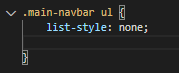 .main-navbar ul {
list-style: none;
}